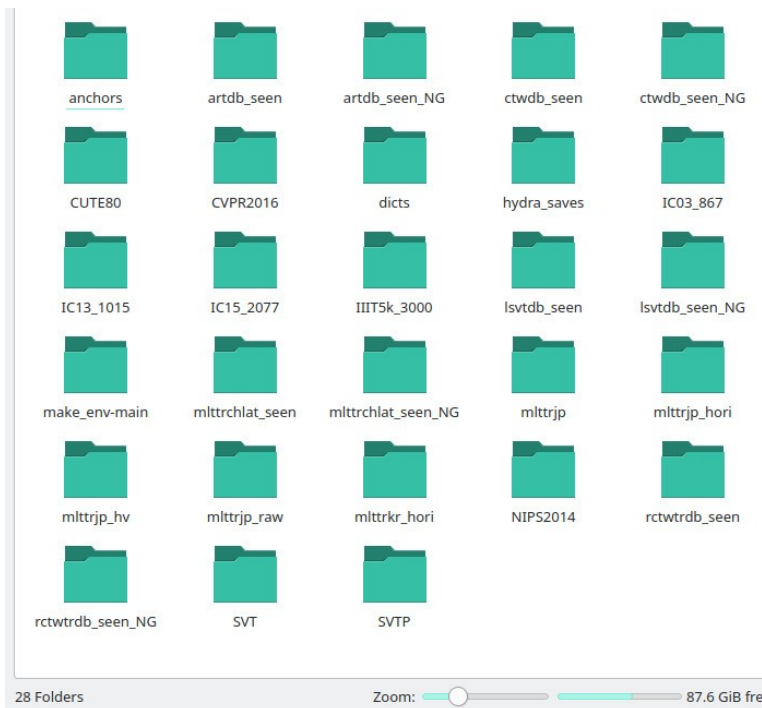 anchors artdb_seen artdb_seen_NG ctwdb_seen ctwdb_seen_NG
CUTE80 CVPR2016 dicts hydra_saves IC03_867
IC13_1015 IC15_2077 IIIT5k_3000 lsvtdb_seen lsvtdb_seen_NG
make_env-main mlttrchlat_seen mlttrchlat_seen_NG mlttrjp mlttrjp_hori
mlttrjp_hv mlttrjp_raw mlttrkr_hori NIPS2014 rctwtrdb_seen
rctwtrdb_seen_NG SVT SVTP
28 Folders Zoom: 87.6 GiB fre